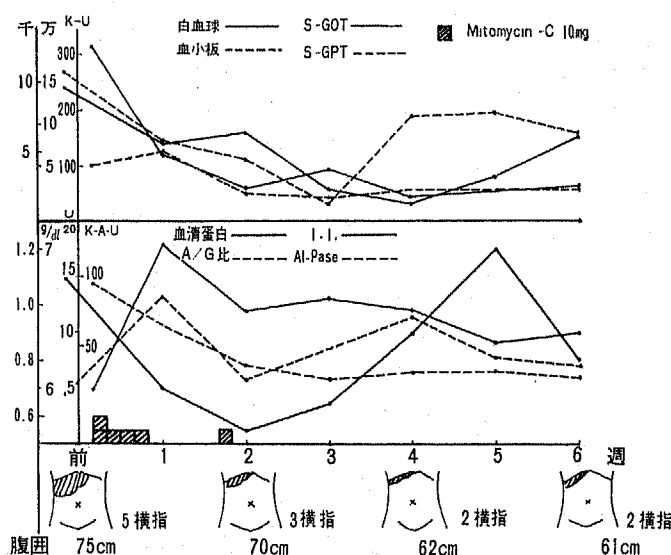 千 万 K-U
白血球 S-GOT
血小板 S-GPT
Mitomycin -C 10mg
300
10 15
200
10
5
5 100
U
g/dl K-A-U 20
血清蛋白 I.I.
A/G比 Al-Pase
1.2 7
15 100
1.0
10
50
0.8
6 .5
0.6
前 1 2 3 4 5 6 週
5横指 3横指 2横指 2横指
腹囲 75cm 70cm 62cm 61cm